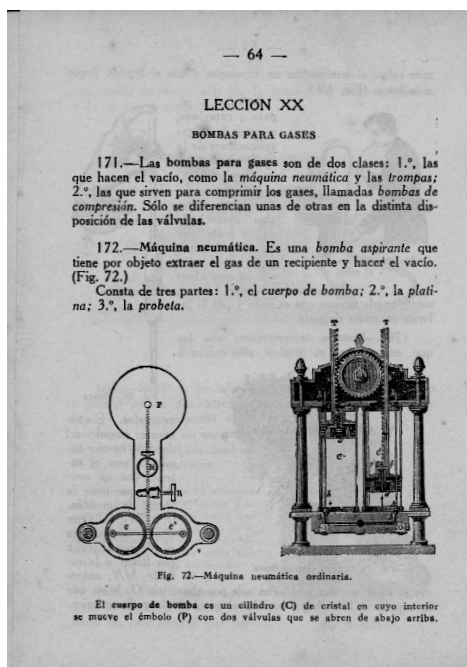 — 64 —
LECCIÓN XX
BOMBAS PARA GASES
171.—Las bombas para gases son de dos clases: 1.º, las
que hacen el vacío, como la máquina neumática y las trompas;
2.º, las que sirven para comprimir los gases, llamadas bombas de
compresión. Sólo se diferencian unas de otras en la distinta dis-
posición de las válvulas.
172.—Máquina neumática. Es una bomba aspirante que
tiene por objeto extraer el gas de un recipiente y hacer el vacío.
(Fig. 72.)
Consta de tres partes: 1.º, el cuerpo de bomba; 2.º, la plati-
na; 3.º, la probeta.
T T
P
R
C C'
C
Fig. 72.—Máquina neumática ordinaria.
El cuerpo de bomba es un cilindro (C) de cristal en cuyo interior
se mueve el émbolo (P) con dos válvulas que se abren de abajo arriba.